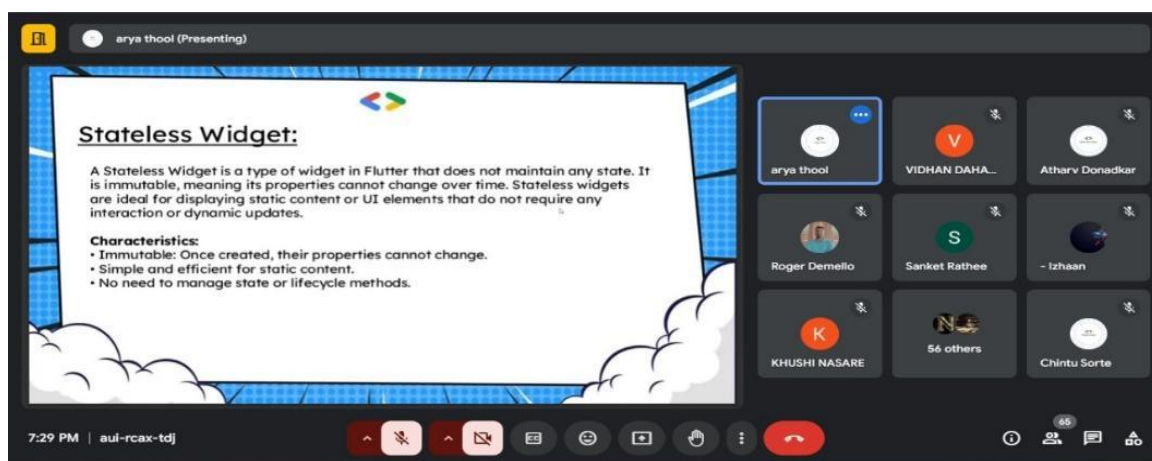 arya thool (Presenting)
Stateless Widget:
A Stateless Widget is a type of widget in Flutter that does not maintain any state. It
is immutable, meaning its properties cannot change over time. Stateless widgets
are ideal for displaying static content or UI elements that do not require any
interaction or dynamic updates.
Characteristics:
• Immutable: Once created, their properties cannot change.
• Simple and efficient for static content.
• No need to manage state or lifecycle methods.
arya thool
V
VIDHAN DAHA...
Atharv Donadkar
Roger Demello
S
Sanket Rathee
- Izhaan
K
KHUSHI NASARE
N
56 others
Chintu Sorte
7:29 PM | aui-rcax-tdj
CC
65